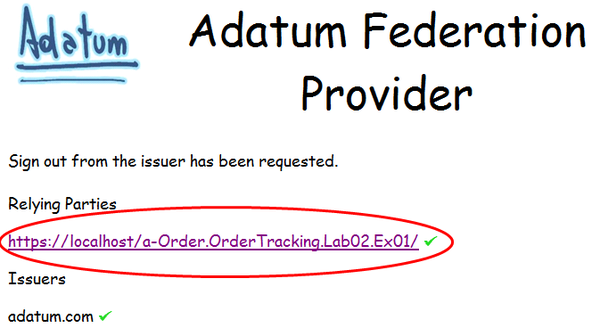 Adatum
Adatum Federation
Provider
Sign out from the issuer has been requested.
Relying Parties
https://localhost/a-Order.OrderTracking.Lab02.Ex01/
Issuers
adatum.com